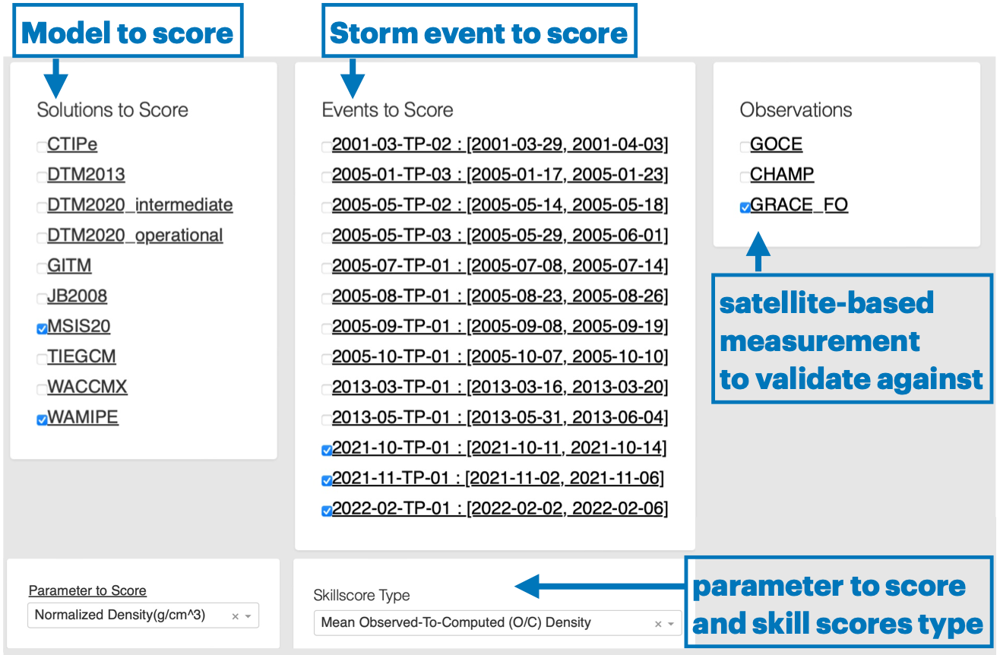 Model to score
Storm event to score
Solutions to Score
CTIPe
DTM2013
DTM2020_intermediate
DTM2020_operational
GITM
JB2008
MSIS20
TIEGCM
WACCMX
WAMIPE
Events to Score
2001-03-TP-02 : [2001-03-29, 2001-04-03]
2005-01-TP-03 : [2005-01-17, 2005-01-23]
2005-05-TP-02 : [2005-05-14, 2005-05-18]
2005-05-TP-03 : [2005-05-29, 2005-06-01]
2005-07-TP-01 : [2005-07-08, 2005-07-14]
2005-08-TP-01 : [2005-08-23, 2005-08-26]
2005-09-TP-01 : [2005-09-08, 2005-09-19]
2005-10-TP-01 : [2005-10-07, 2005-10-10]
2013-03-TP-01 : [2013-03-16, 2013-03-20]
2013-05-TP-01 : [2013-05-31, 2013-06-04]
2021-10-TP-01 : [2021-10-11, 2021-10-14]
2021-11-TP-01 : [2021-11-02, 2021-11-06]
2022-02-TP-01 : [2022-02-02, 2022-02-06]
Observations
GOCE
CHAMP
GRACE_FO
satellite-based
measurement
to validate against
Parameter to Score
Normalized Density(g/cm^3)
Skillscore Type
Mean Observed-To-Computed (O/C) Density
parameter to score
and skill scores type